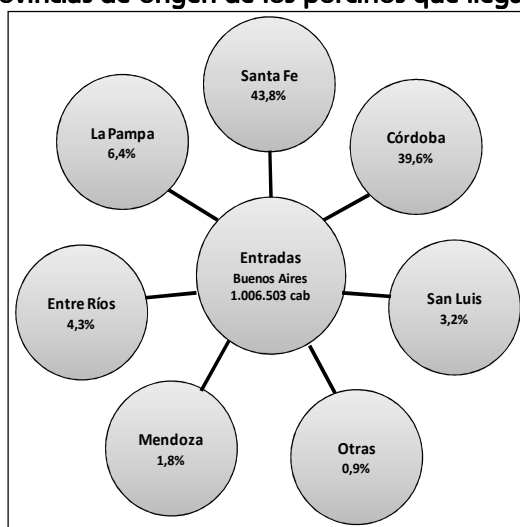 de origen de los porcinos que
Santa Fe
43,8%
La Pampa
6,4%
Córdoba
39,6%
Entradas
Buenos Aires
1.006.503 cab
Entre Ríos
4,3%
San Luis
3,2%
Mendoza
1,8%
Otras
0,9%